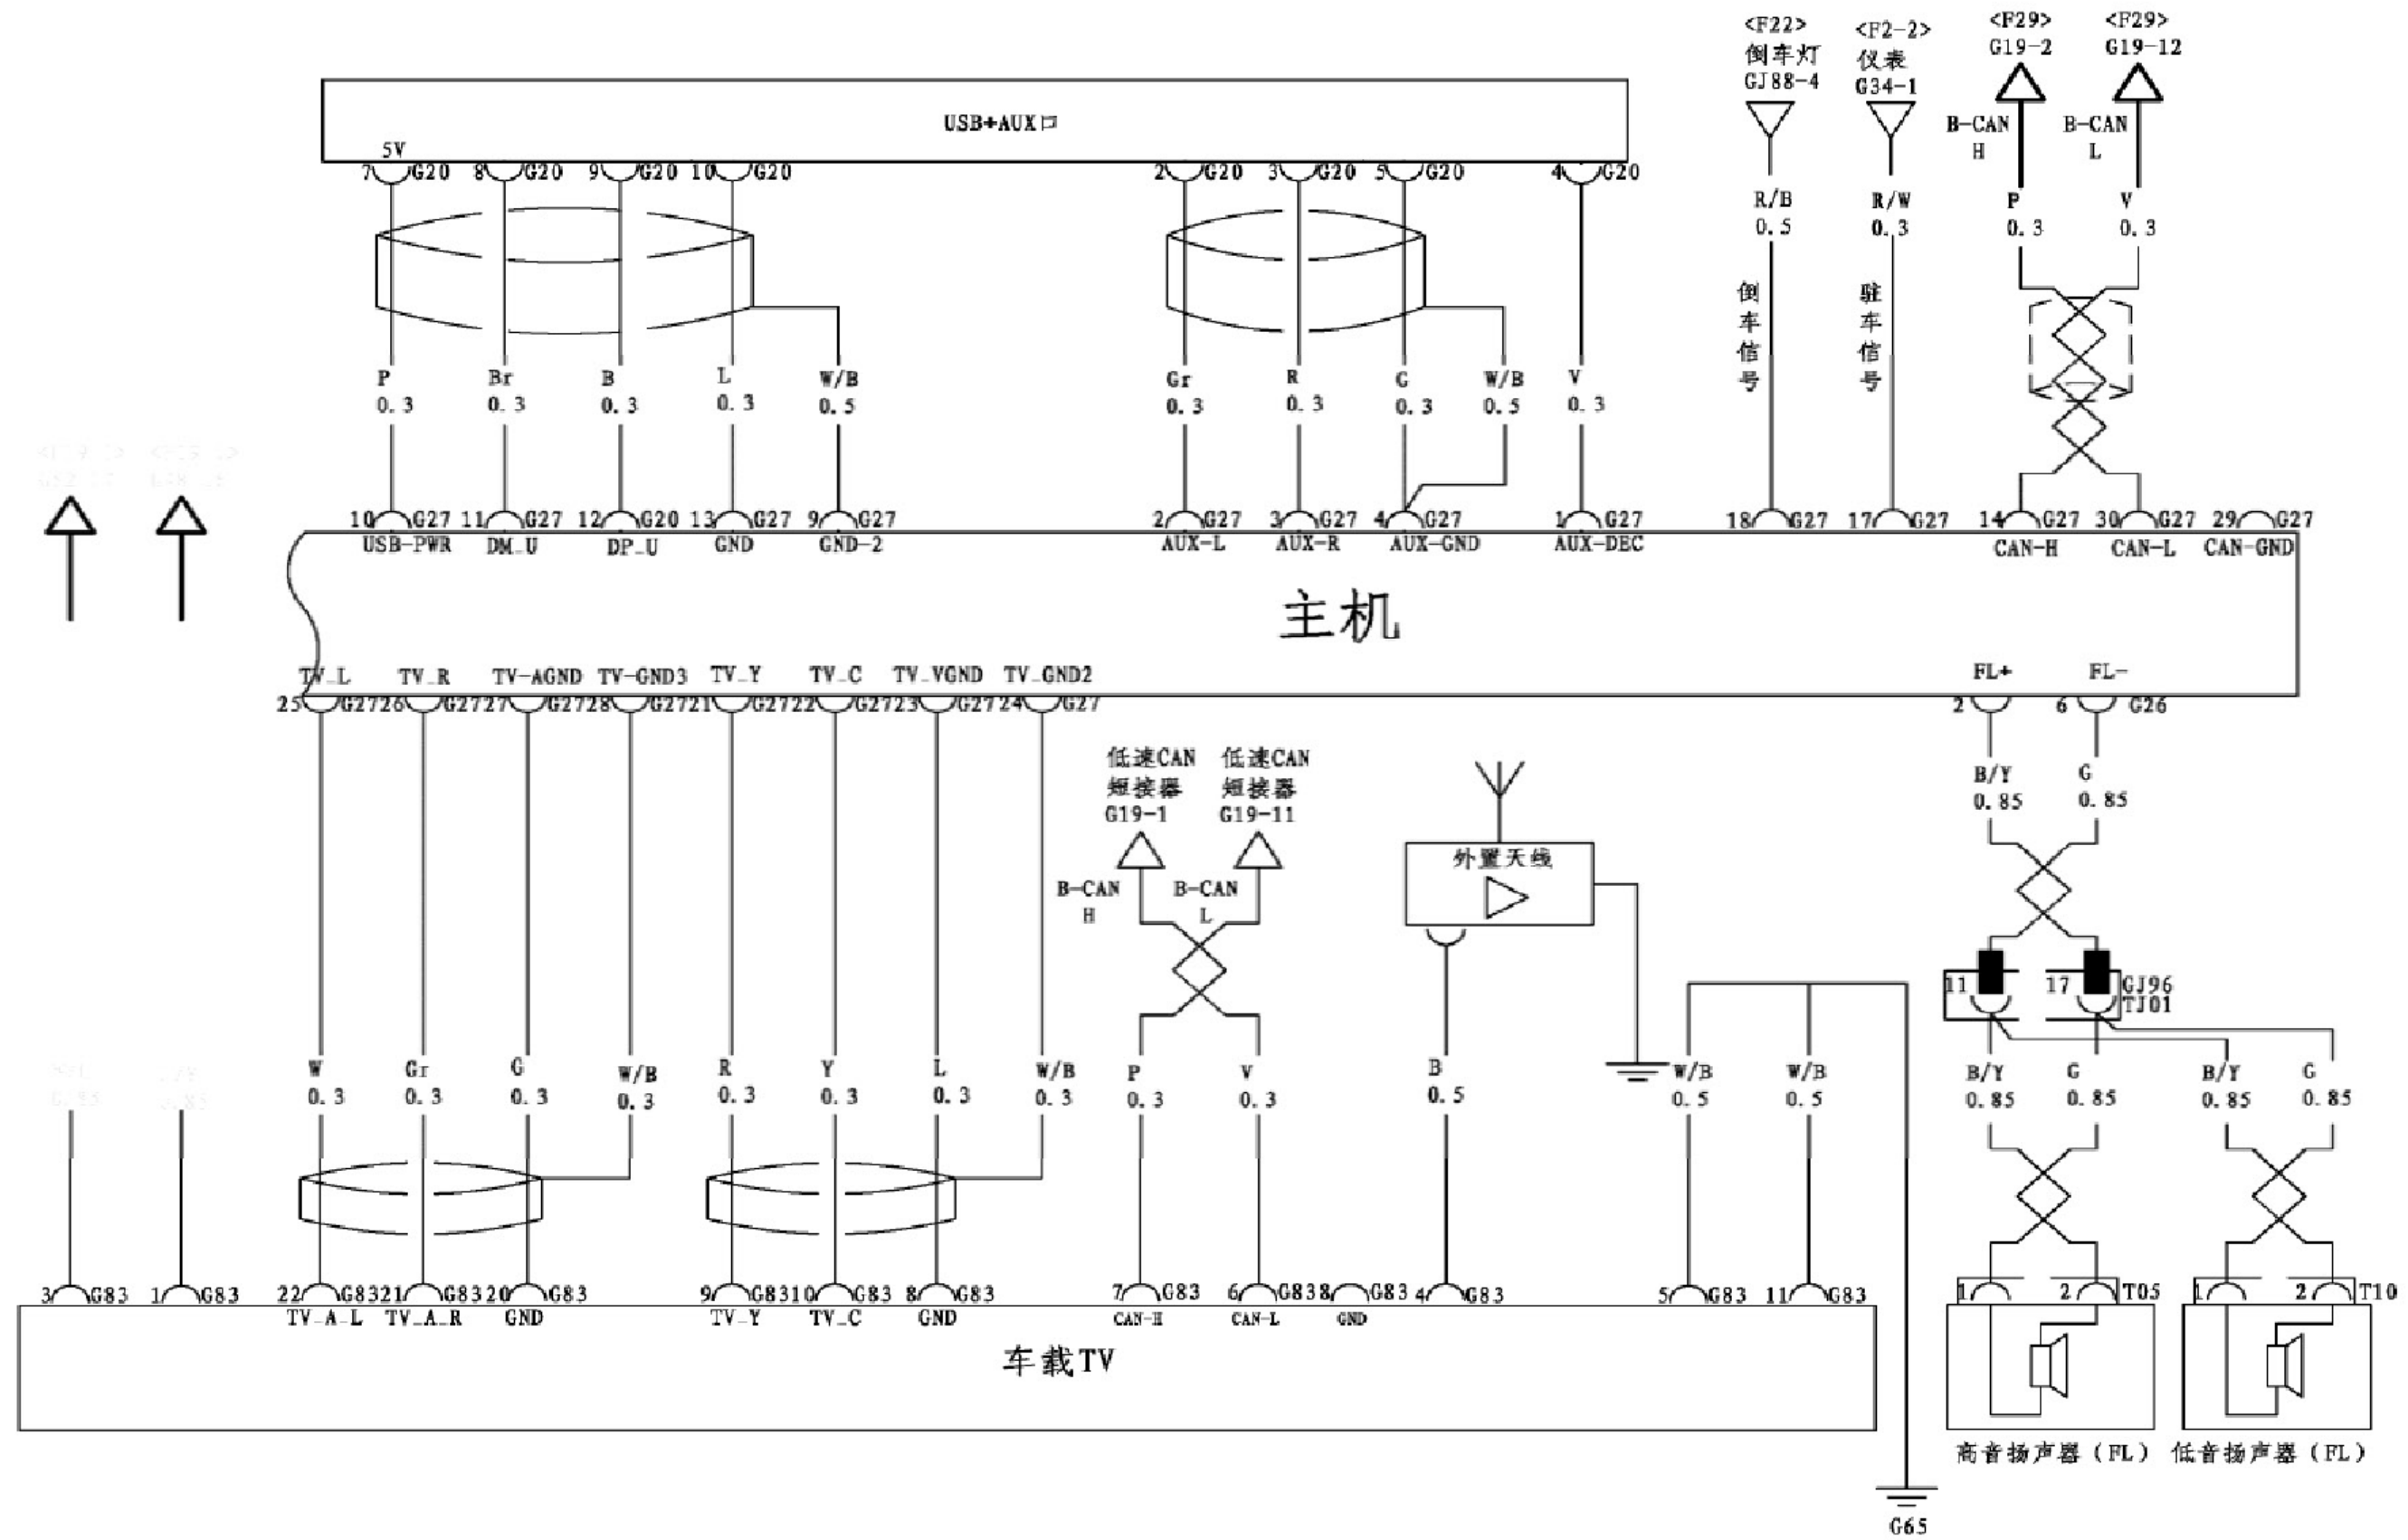 <F22>
倒车灯
GJ88-4
<F2-2>
仪表
G34-1
<F29>
G19-2
<F29>
G19-12
B-CAN
H
B-CAN
L
USB+AUX口
5V
7 G20 8 G20 9 G20 10 G20 2 G20 3 G20 5 G20 4 G20
R/B
0.5
R/W
0.3
P
0.3
V
0.3
倒车信号
驻车信号
P
0.3
Br
0.3
B
0.3
L
0.3
W/B
0.5
Gr
0.3
R
0.3
G
0.3
W/B
0.5
V
0.3
10 G27 11 G27 12 G20 13 G27 9 G27 2 G27 3 G27 4 G27 1 G27 18 G27 17 G27 14 G27 30 G27 29 G27
USB-PWR DM_U DP_U GND GND-2 AUX-L AUX-R AUX-GND AUX-DEC CAN-H CAN-L CAN-GND
主机
TV_L TV_R TV-AGND TV-GND3 TV_Y TV_C TV_VGND TV_GND2 FL+ FL-
25 G27 26 G27 27 G27 28 G27 21 G27 22 G27 23 G27 24 G27 2 6 G26
低速CAN
短接器
G19-1
低速CAN
短接器
G19-11
B-CAN
H
B-CAN
L
外置天线
B/Y
0.85
G
0.85
11 17 GJ96
TJ01
W
0.3
Gr
0.3
G
0.3
W/B
0.3
R
0.3
Y
0.3
L
0.3
W/B
0.3
P
0.3
V
0.3
B
0.5
W/B
0.5
W/B
0.5
B/Y
0.85
G
0.85
B/Y
0.85
G
0.85
3 G83 1 G83 22 G83 21 G83 20 G83 9 G83 10 G83 8 G83 7 G83 6 G83 8 G83 4 G83 5 G83 11 G83 1 2 T05 1 2 T10
TV_A_L TV_A_R GND TV_Y TV_C GND CAN-H CAN-L GND
车载TV
高音扬声器(FL) 低音扬声器(FL)
G65